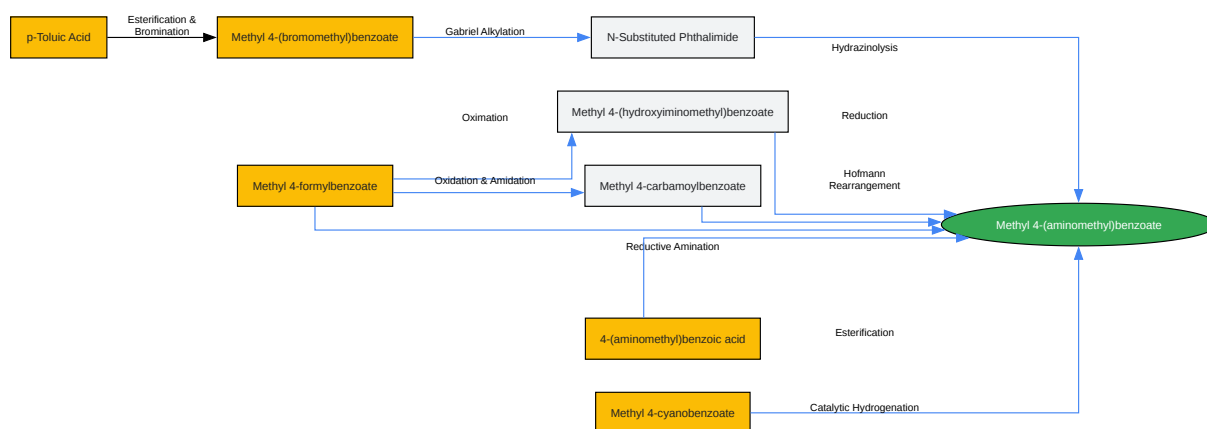 Esterification &
Bromination
p-Toluic Acid
Methyl 4-(bromomethyl)benzoate
Gabriel Alkylation
N-Substituted Phthalimide
Hydrazinolysis
Oximation
Methyl 4-(hydroxyiminomethyl)benzoate
Reduction
Methyl 4-formylbenzoate
Oxidation & Amidation
Methyl 4-carbamoylbenzoate
Hofmann
Rearrangement
Methyl 4-(aminomethyl)benzoate
Reductive Amination
4-(aminomethyl)benzoic acid
Esterification
Methyl 4-cyanobenzoate
Catalytic Hydrogenation